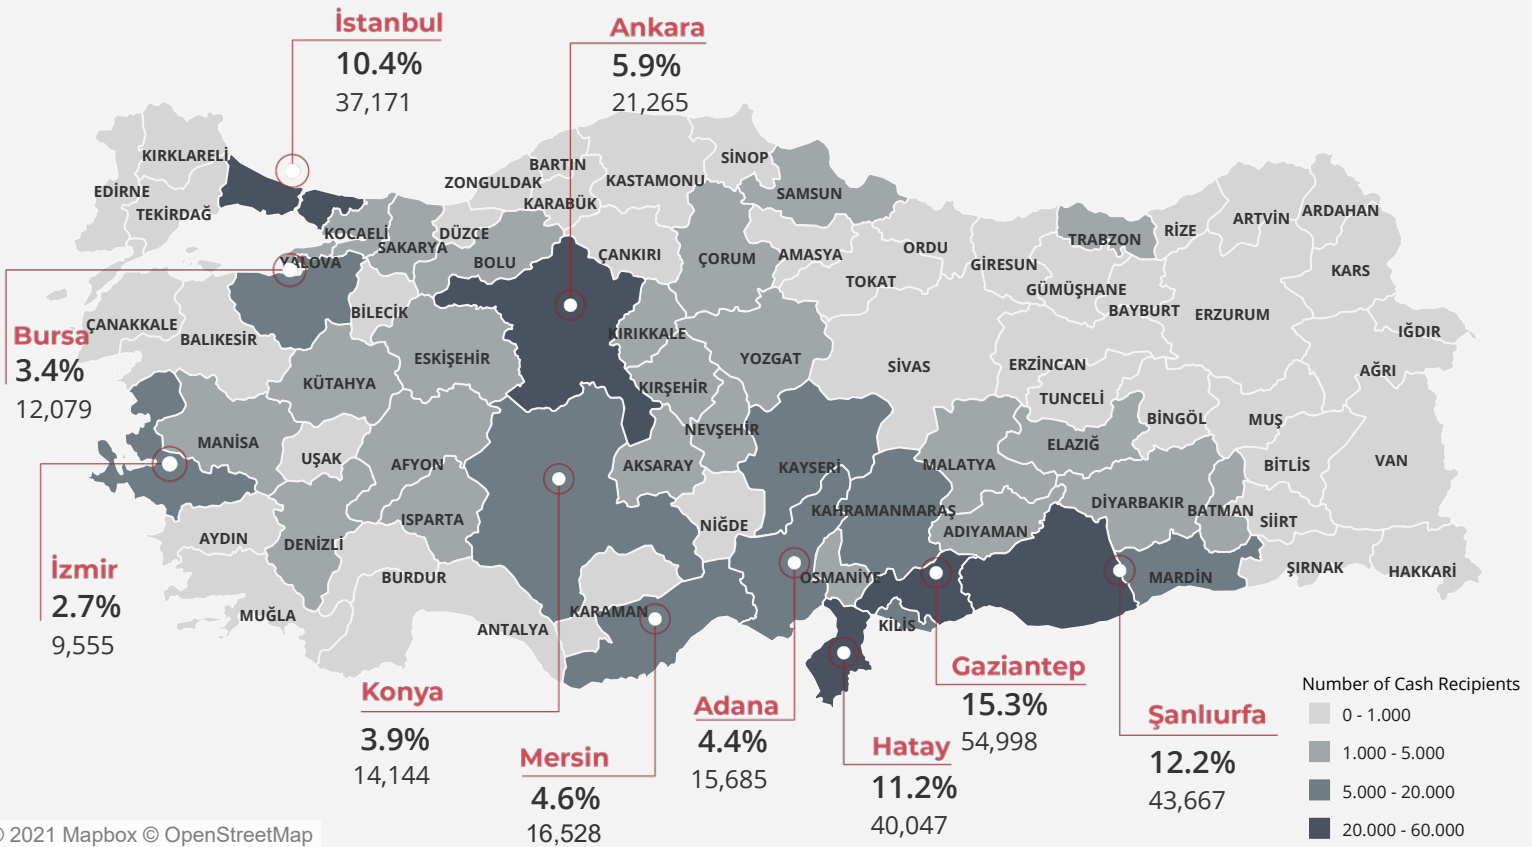 İstanbul
10.4%
37,171
Ankara
5.9%
21,265
KIRKLARELİ
EDİRNE
TEKİRDAĞ
BARTIN
ZONGULDAK
KARABÜK
KASTAMONU
SİNOP
SAMSUN
KOCAELİ
SAKARYA
DÜZCE
BOLU
YALOVA
ÇANKIRI
ÇORUM
AMASYA
TOKAT
ORDU
GİRESUN
TRABZON
RİZE
ARTVİN
ARDAHAN
KARS
GÜMÜŞHANE
BAYBURT
ERZURUM
IĞDIR
AĞRI
Bursa
3.4%
12,079
ÇANAKKALE
BALIKESİR
BİLECİK
ESKİŞEHİR
KÜTAHYA
KIRIKKALE
YOZGAT
KIRŞEHİR
SİVAS
ERZİNCAN
TUNCELİ
BİNGÖL
MUŞ
MANİSA
UŞAK
AFYON
NEVŞEHİR
AKSARAY
KAYSERİ
MALATYA
ELAZIĞ
BİTLİS
VAN
KAHRAMANMARAŞ
DİYARBAKIR
BATMAN
SİİRT
ADIYAMAN
ISPARTA
NİĞDE
AYDIN
DENİZLİ
BURDUR
OSMANİYE
MARDİN
ŞIRNAK
HAKKARİ
İzmir
2.7%
9,555
MUĞLA
ANTALYA
KARAMAN
KİLİS
Konya
3.9%
14,144
Mersin
4.6%
16,528
Adana
4.4%
15,685
Hatay
11.2%
40,047
Gaziantep
15.3%
54,998
Şanlıurfa
12.2%
43,667
Number of Cash Recipients
0 - 1.000
1.000 - 5.000
5.000 - 20.000
20.000 - 60.000
© 2021 Mapbox © OpenStreetMap